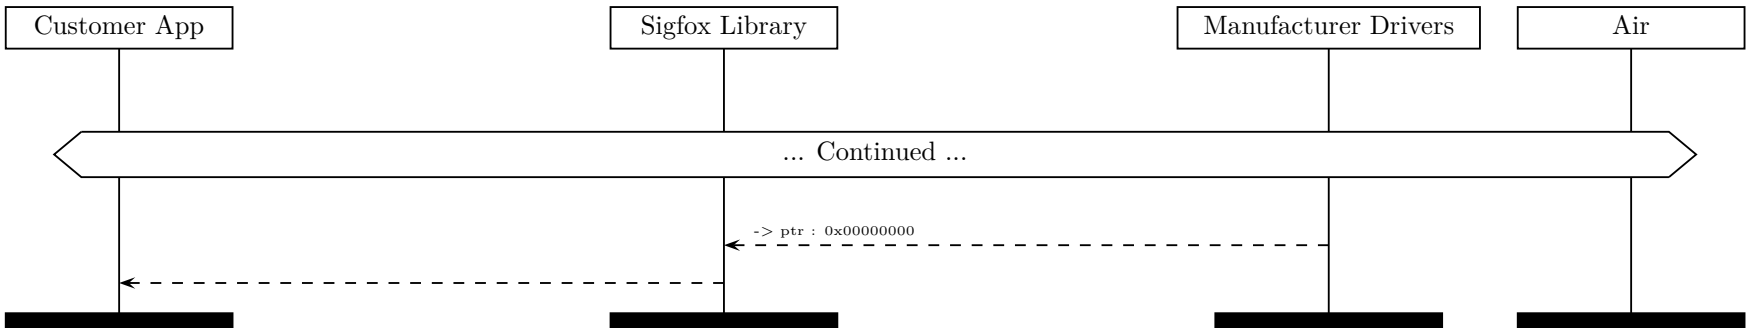 Customer App
Sigfox Library
Manufacturer Drivers
Air
... Continued ...
-> ptr : 0x00000000